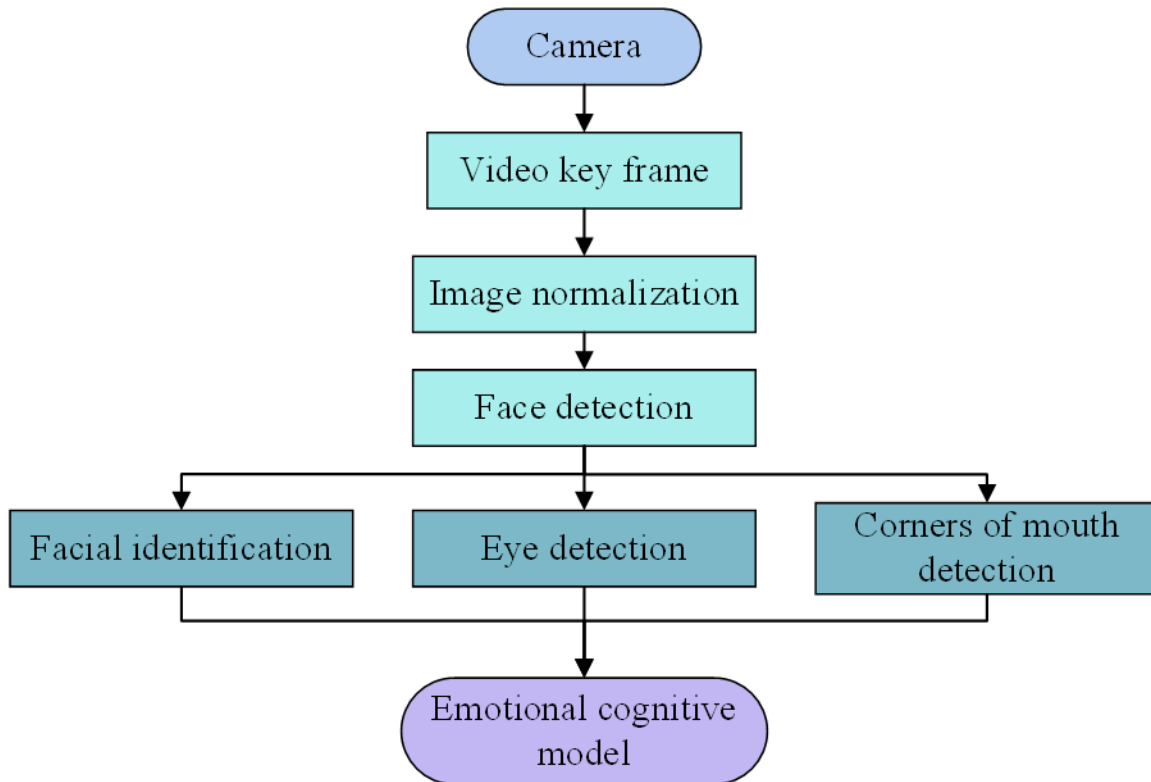 Camera
Video key frame
Image normalization
Face detection
Facial identification
Eye detection
Corners of mouth
detection
Emotional cognitive
model